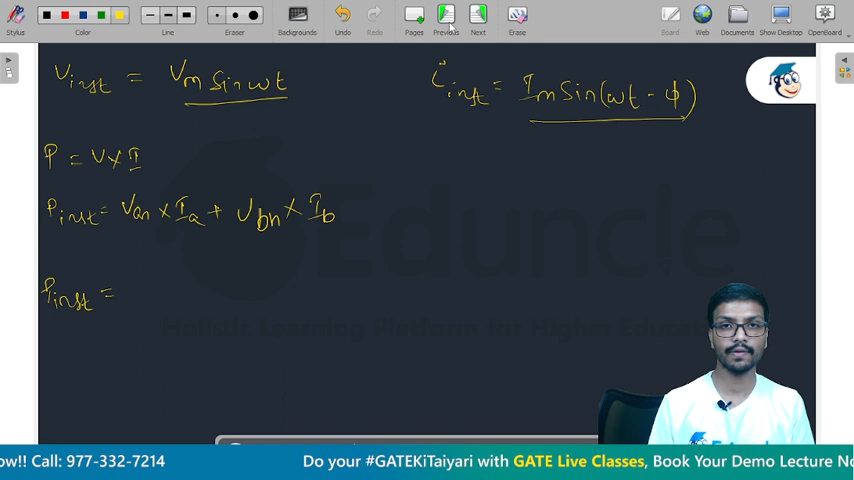 Stylus Color Line Eraser Backgrounds Undo Redo Pages Previous Next Erase Board Web Documents Show Desktop OpenBoard
Vinst = Vm Sin ωt
iinst = Im Sin(ωt - ϕ)
P = V × I
Pinst = Van × Ia + Vbn × Ib
Pinst =
Eduncle
Holistic Learning Platform for Higher Educat
Eduncle
ow!! Call: 977-332-7214 Do your #GATEKiTaiyari with GATE Live Classes, Book Your Demo Lecture No